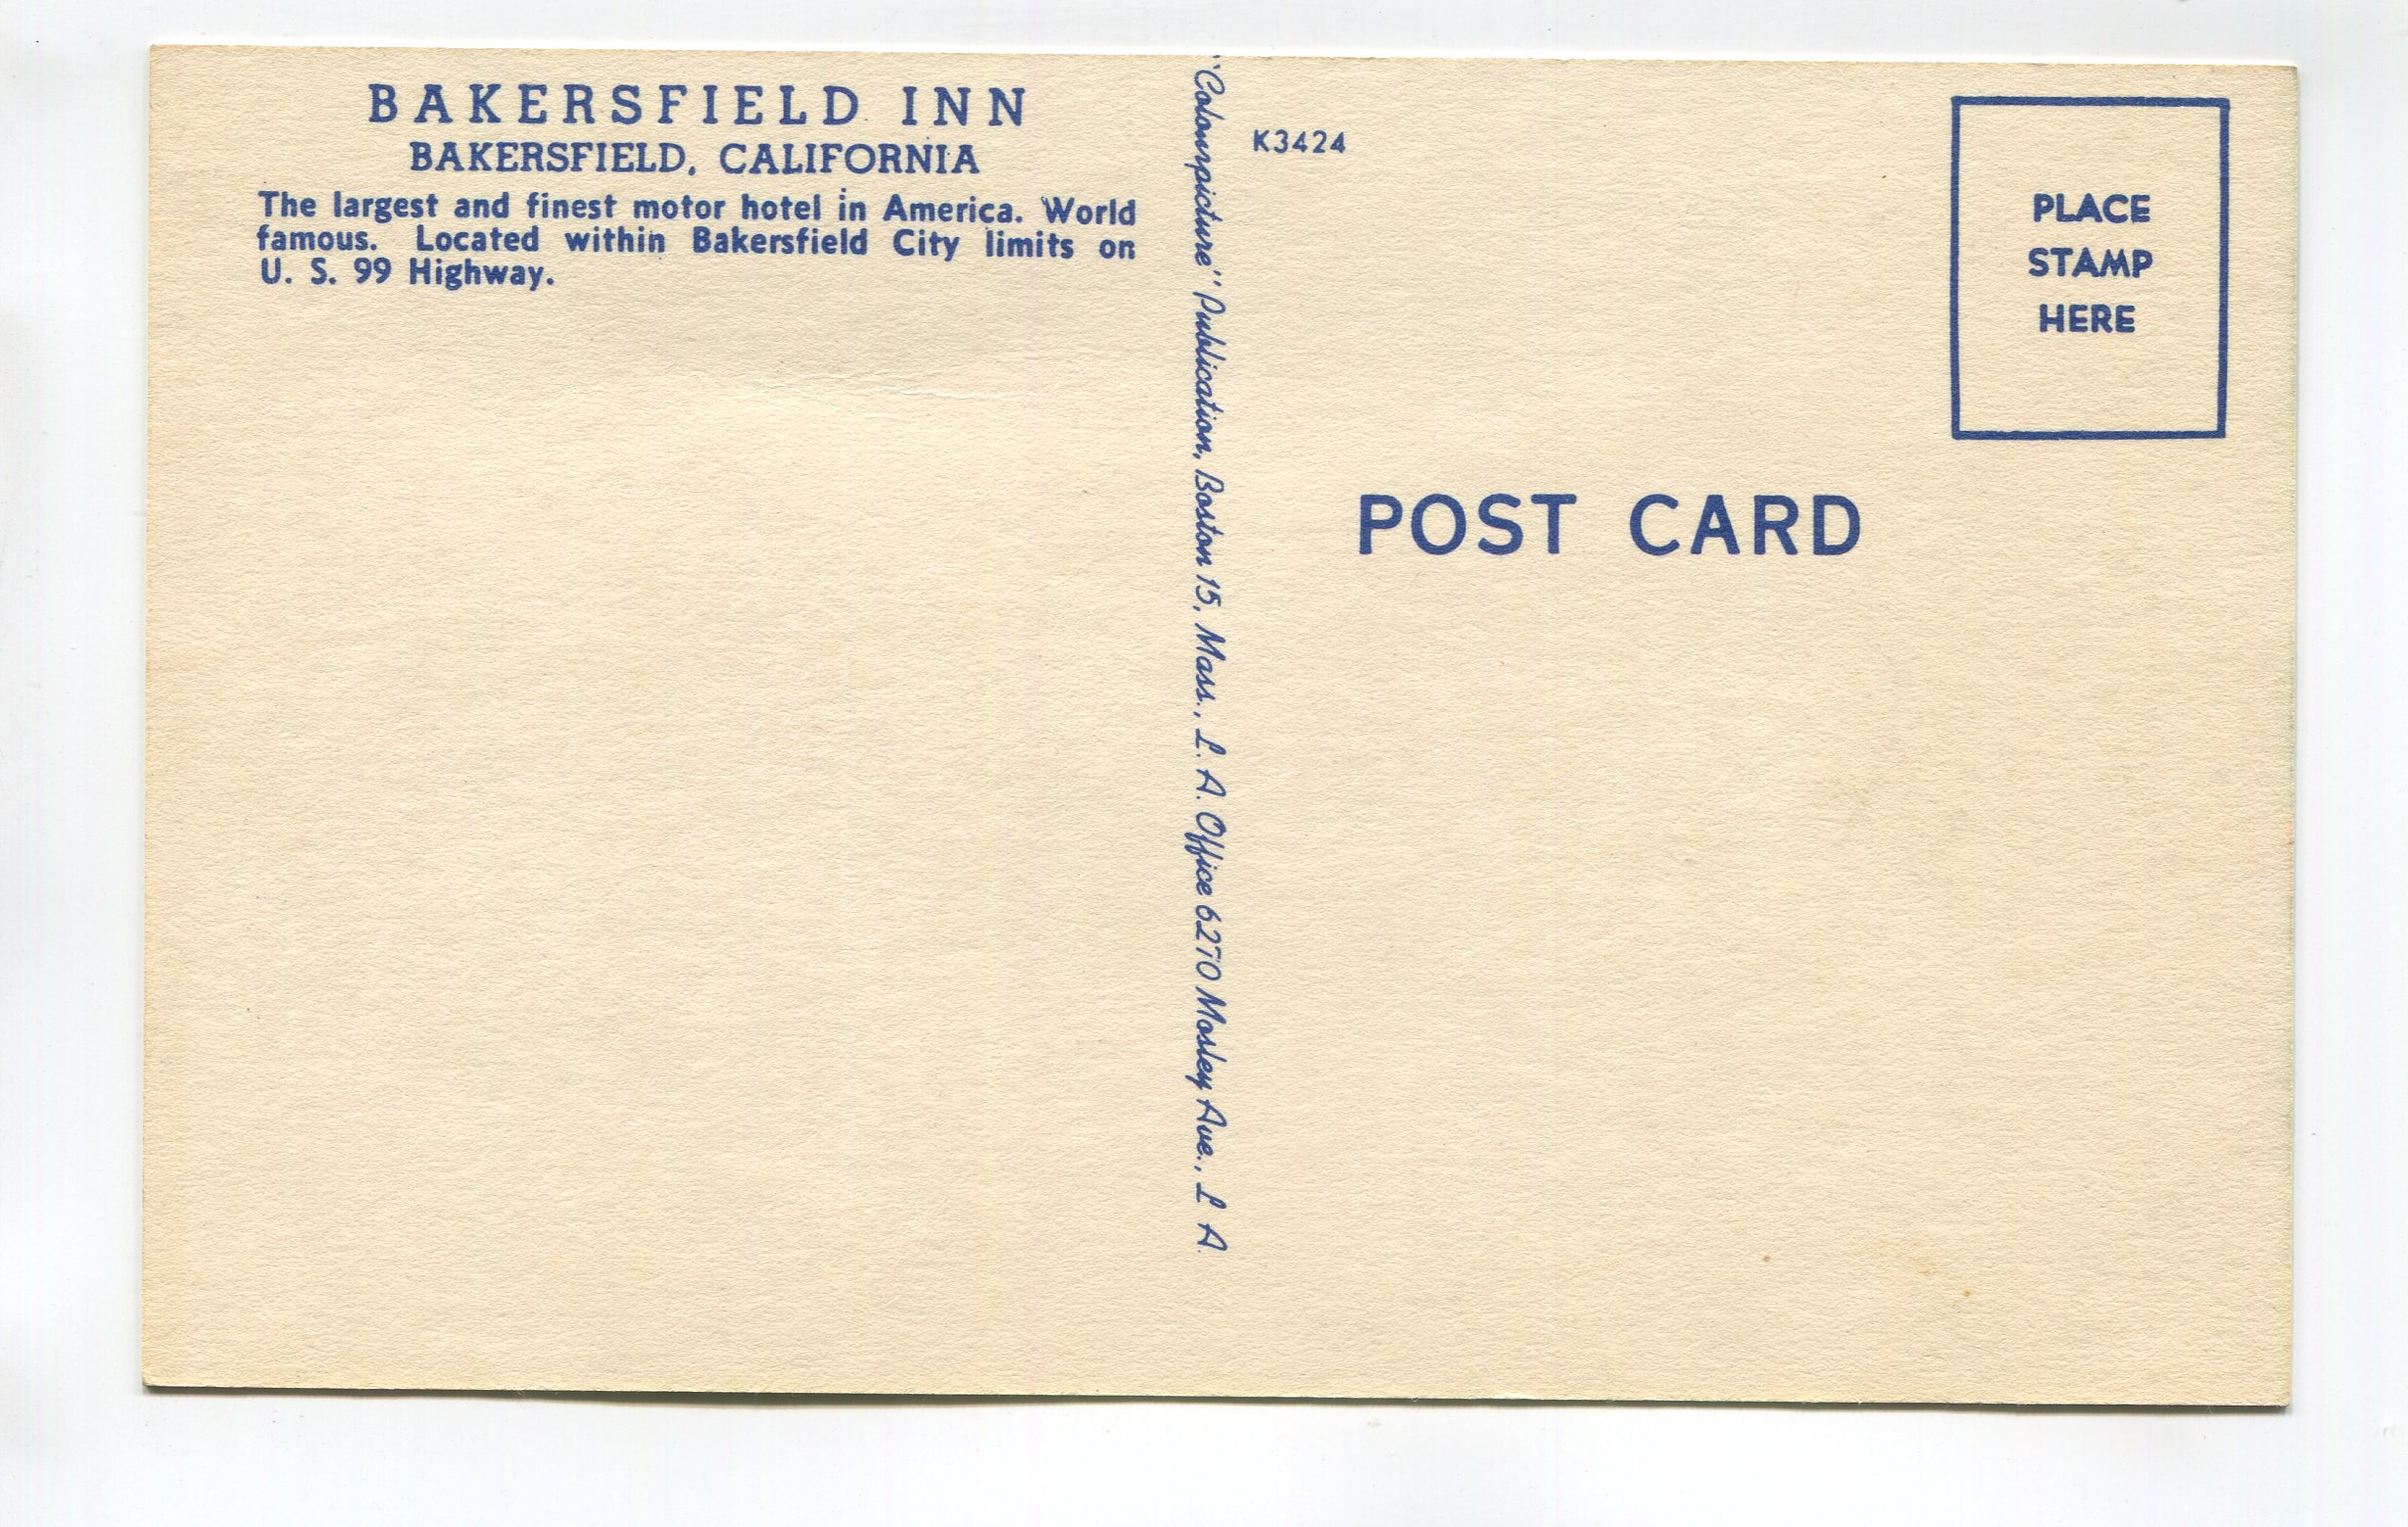 BAKERSFIELD INN
BAKERSFIELD, CALIFORNIA
The largest and finest motor hotel in America. World
famous. Located within Bakersfield City limits on
U. S. 99 Highway.
"Colourpicture" Publication, Boston 15, Mass., L. A. Office 6270 Mosley Ave., L A.
K3424
PLACE
STAMP
HERE
POST CARD